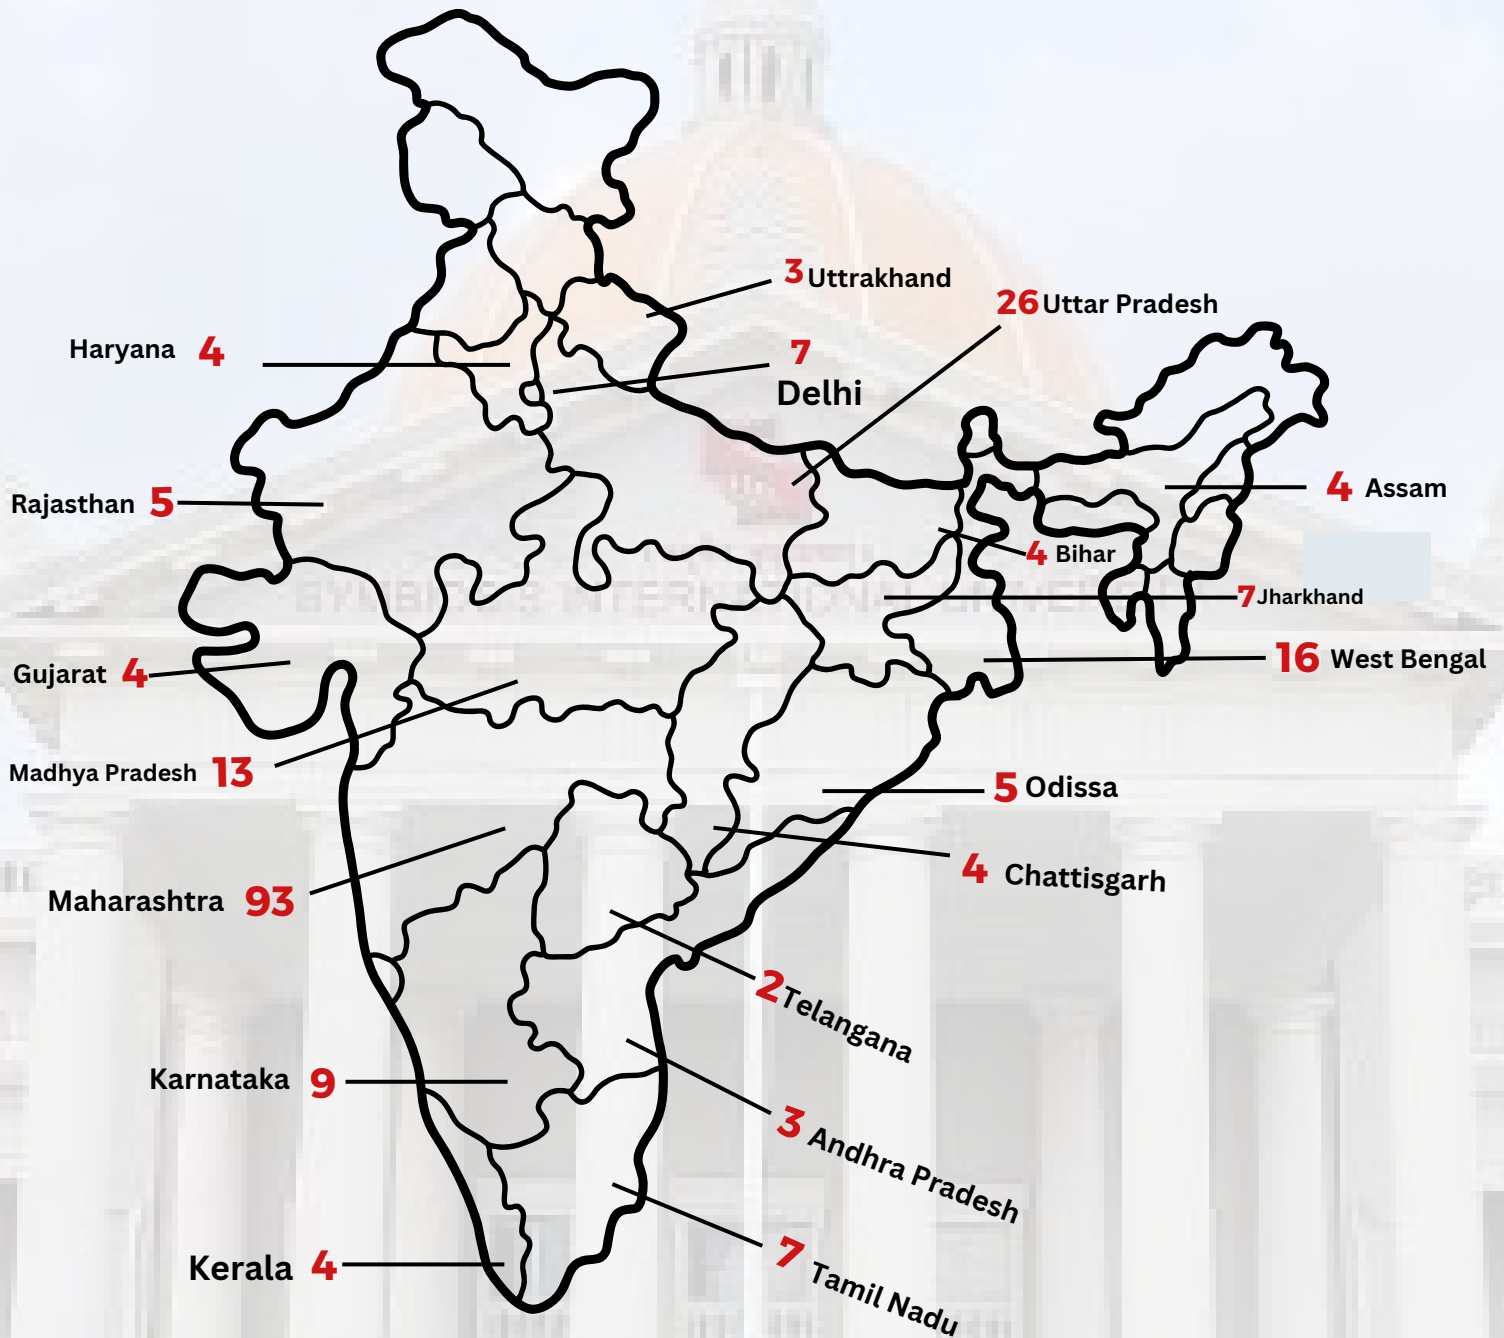 3 Uttrakhand
26 Uttar Pradesh
Haryana 4
7
Delhi
Rajasthan 5
4 Assam
4 Bihar
7 Jharkhand
Gujarat 4
16 West Bengal
Madhya Pradesh 13
5 Odissa
4 Chattisgarh
Maharashtra 93
2 Telangana
Karnataka 9
3 Andhra Pradesh
Kerala 4
7 Tamil Nadu